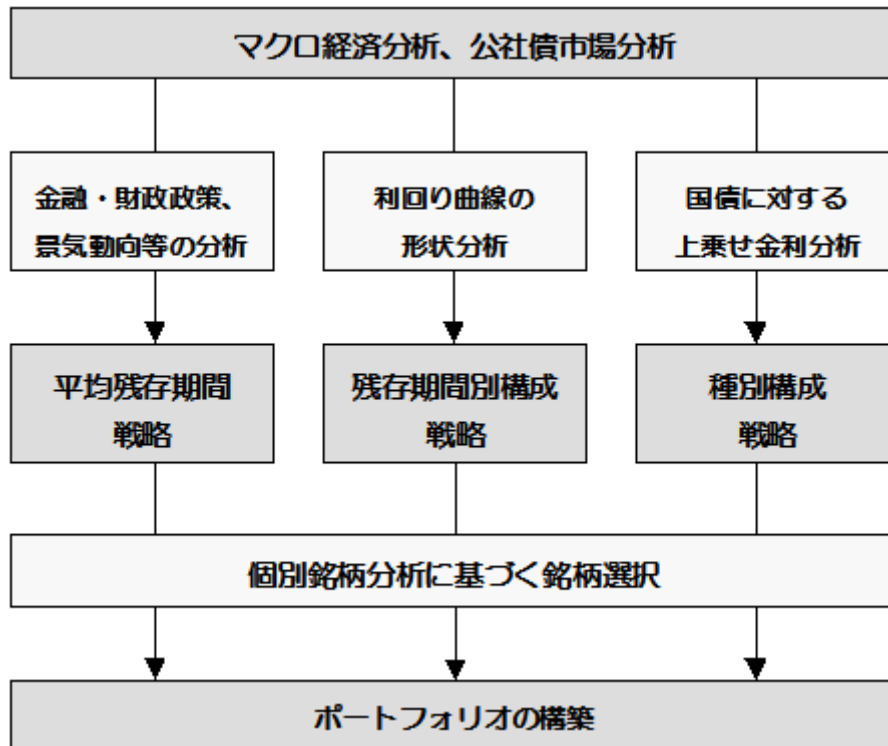 マクロ経済分析、公社債市場分析
金融・財政政策、
景気動向等の分析
利回り曲線の
形状分析
国債に対する
上乗せ金利分析
平均残存期間
戦略
残存期間別構成
戦略
種別構成
戦略
個別銘柄分析に基づく銘柄選択
ポートフォリオの構築